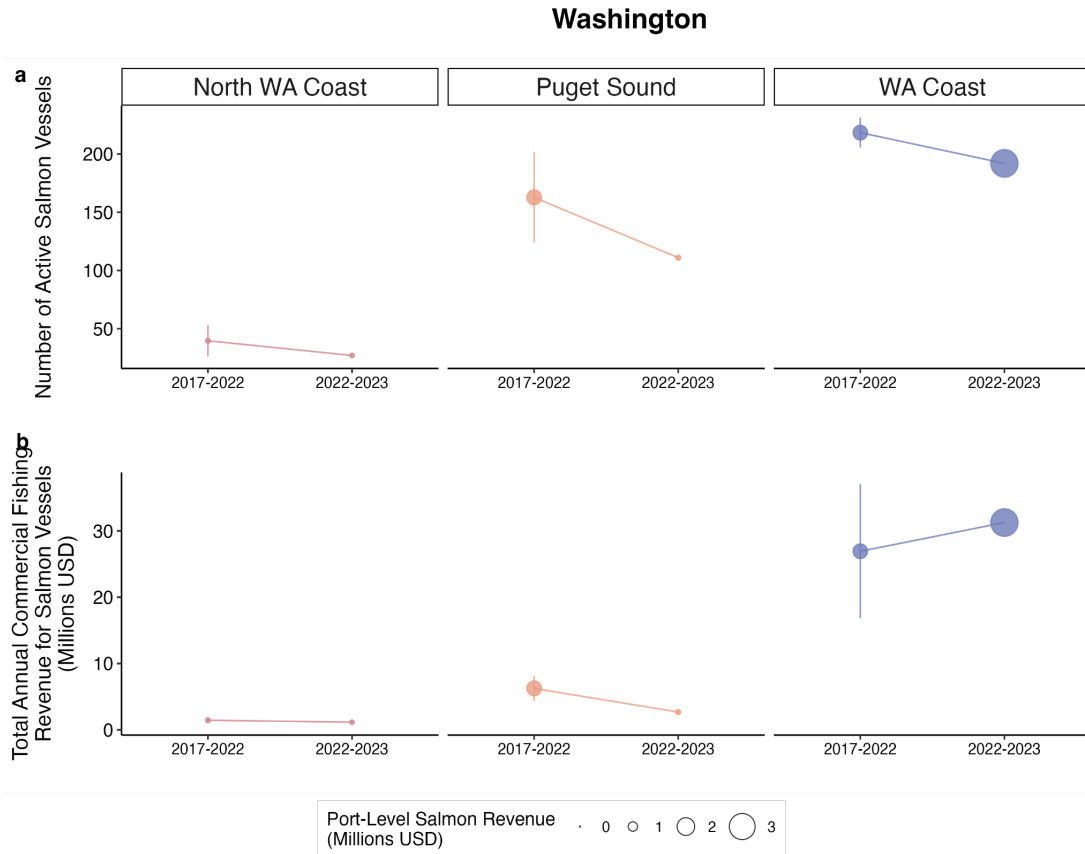 Washington
a
North WA Coast
Puget Sound
WA Coast
Number of Active Salmon Vessels
200
150
100
50
2017-2022
2022-2023
2017-2022
2022-2023
2017-2022
2022-2023
b
Total Annual Commercial Fishing
Revenue for Salmon Vessels
(Millions USD)
30
20
10
0
2017-2022
2022-2023
2017-2022
2022-2023
2017-2022
2022-2023
Port-Level Salmon Revenue
(Millions USD)
0
1
2
3